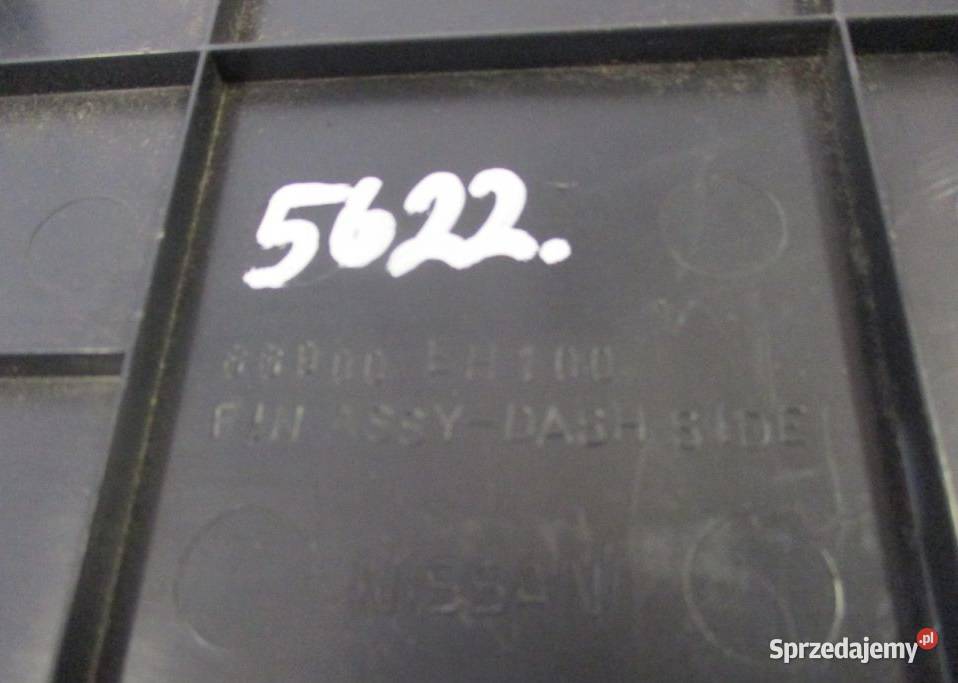 5622.
66900 EH100
FIN ASSY-DASH SIDE
NISSAN
Sprzedajemy.pl